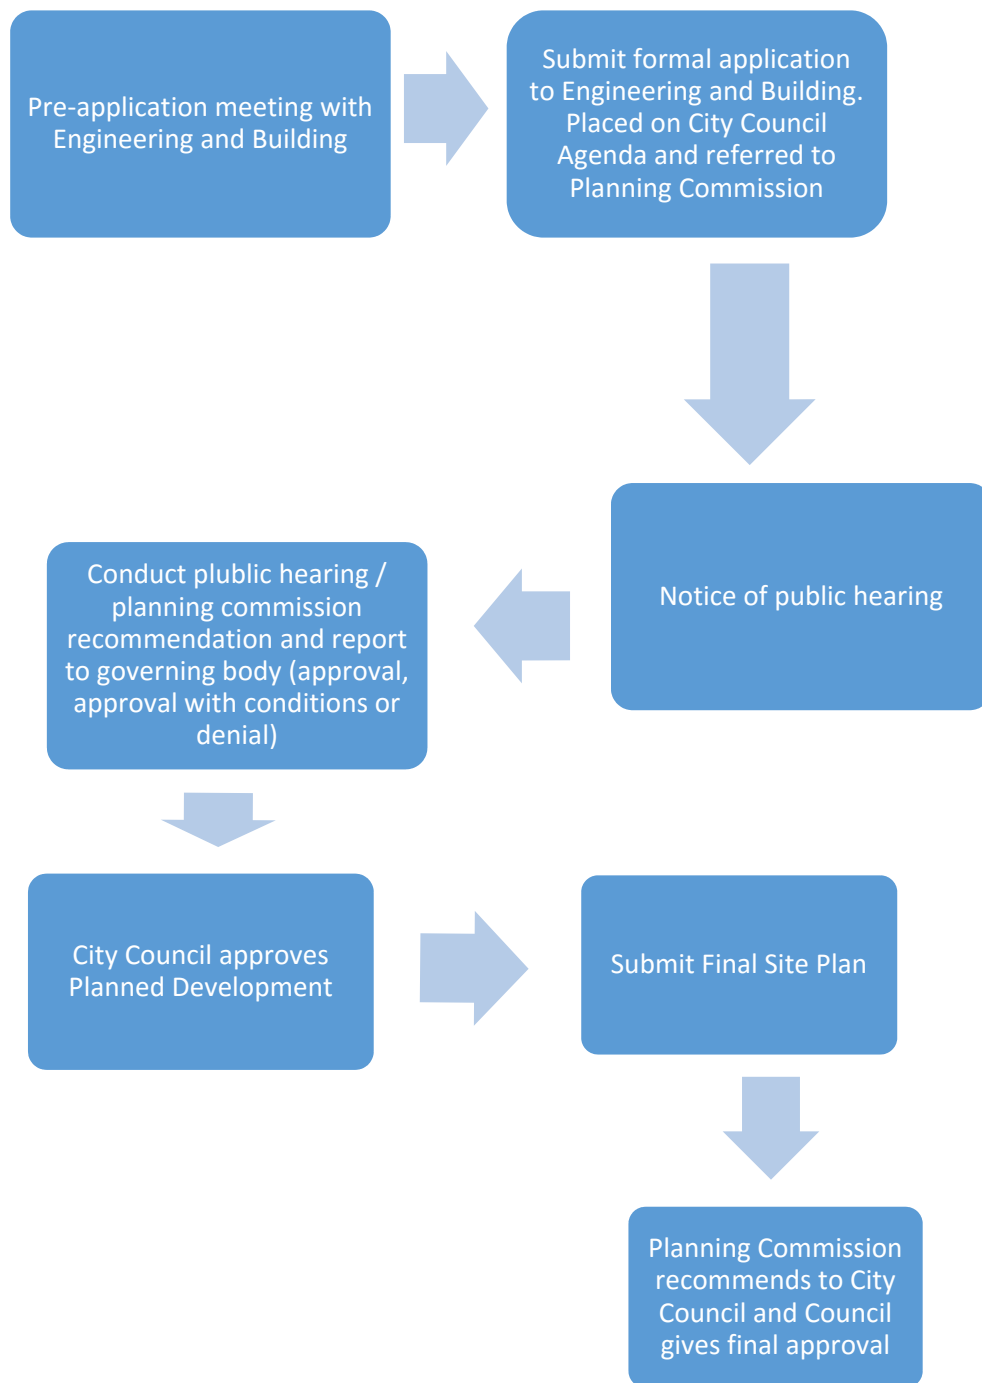 Pre-application meeting with
Engineering and Building
Submit formal application
to Engineering and Building.
Placed on City Council
Agenda and referred to
Planning Commission
Notice of public hearing
Conduct plublic hearing /
planning commission
recommendation and report
to governing body (approval,
approval with conditions or
denial)
City Council approves
Planned Development
Submit Final Site Plan
Planning Commission
recommends to City
Council and Council
gives final approval